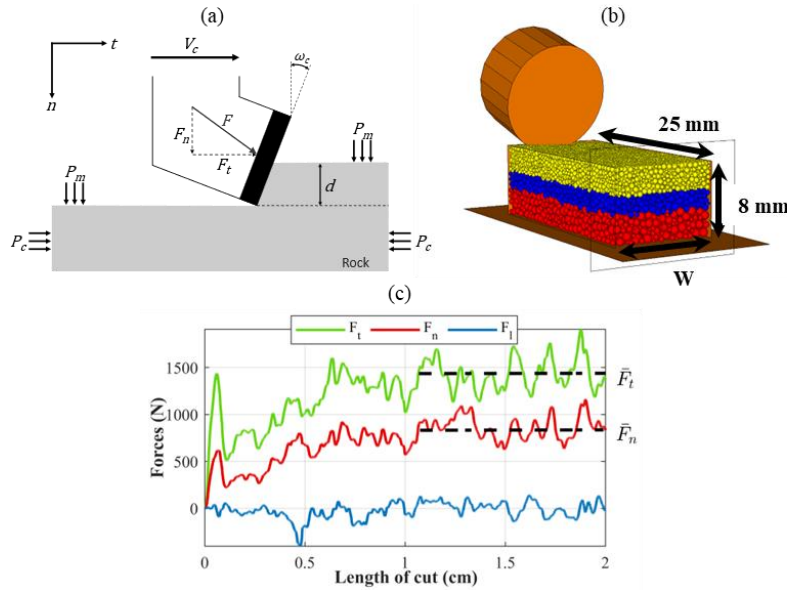 (a)
t
n
V_c
ω_c
F
F_n
F_t
P_m
P_m
d
P_c
P_c
Rock
(b)
25 mm
8 mm
W
(c)
F_t F_n F_l
Forces (N)
1500
1000
500
0
F̄_t
F̄_n
0 0.5 1 1.5 2
Length of cut (cm)